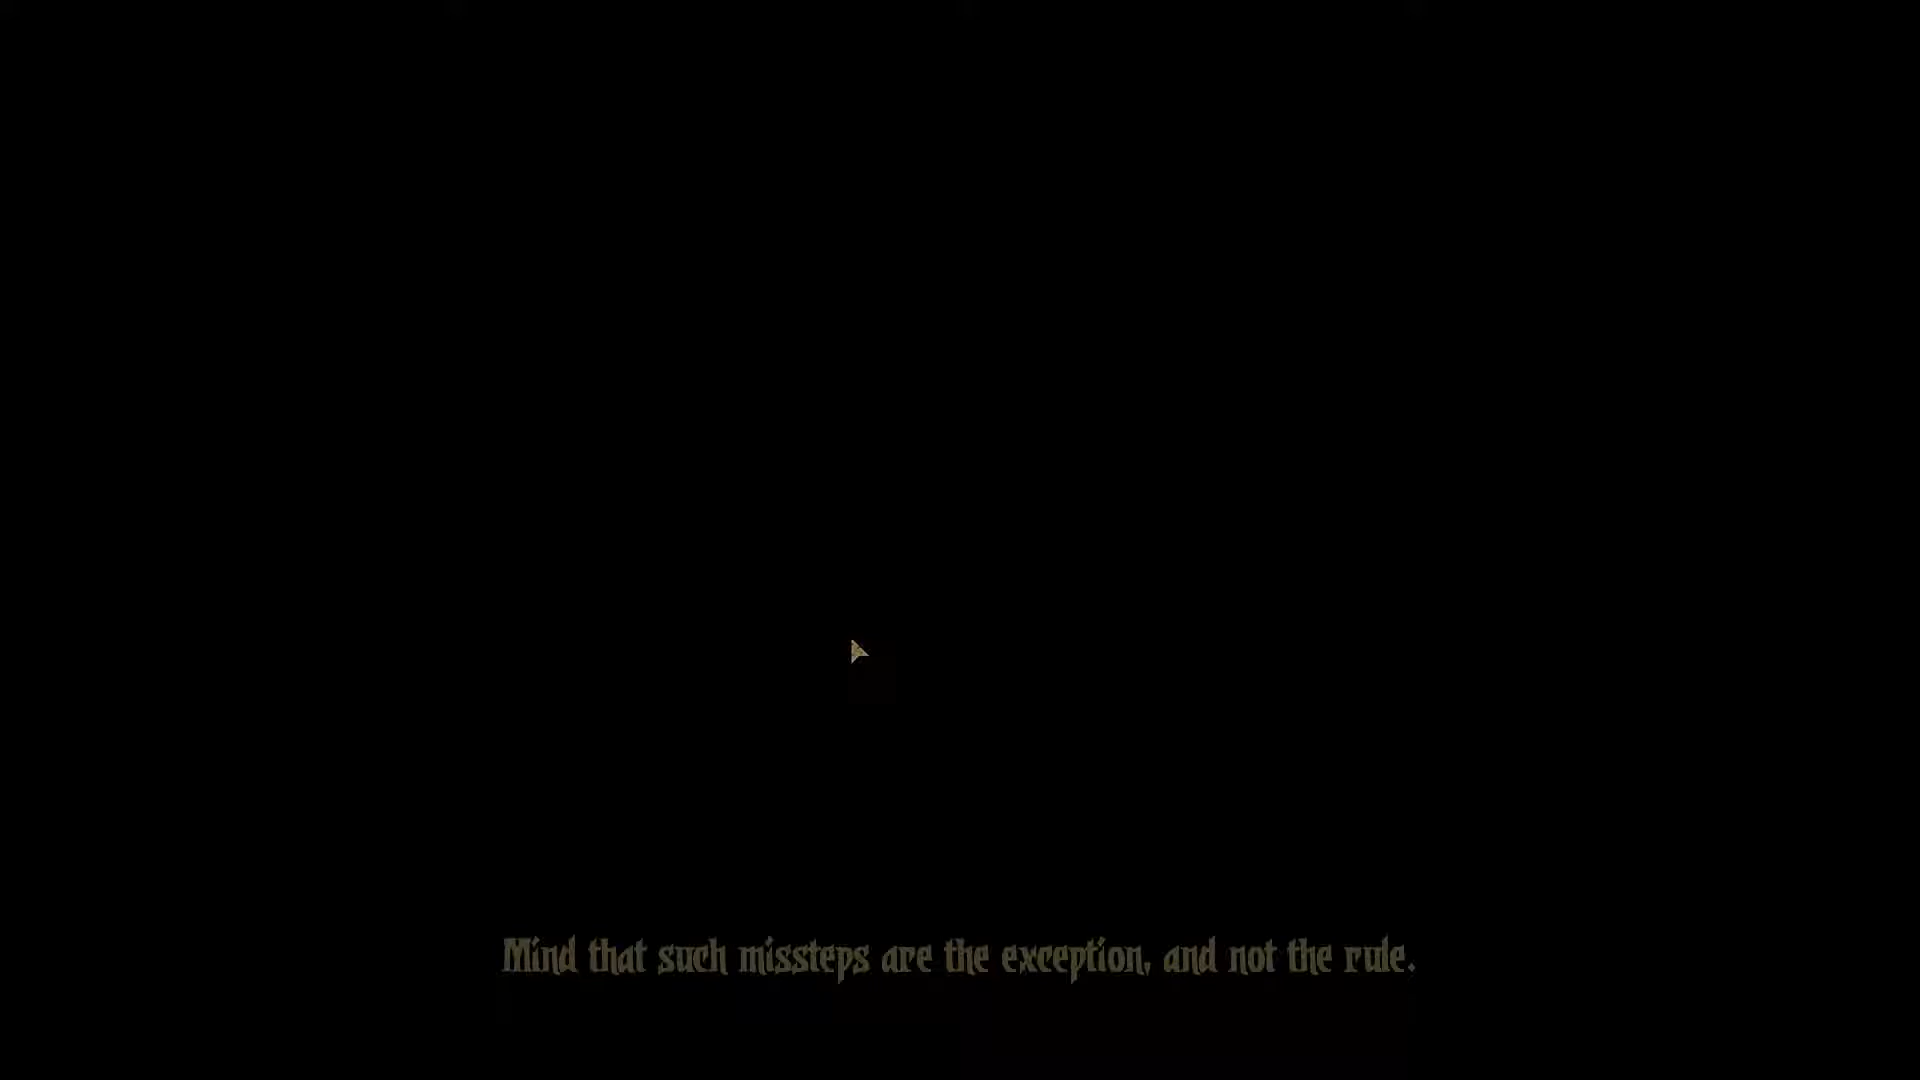 Mind that such missteps are the exception, and not the rule.